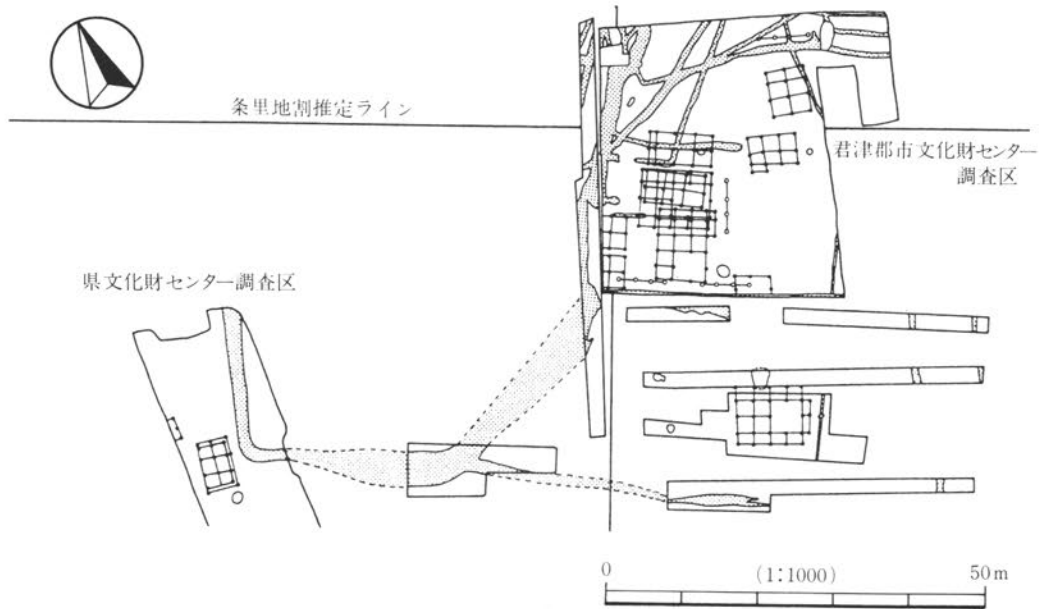 条里地割推定ライン
君津郡市文化財センター
調査区
県文化財センター調査区
0 (1:1000) 50m